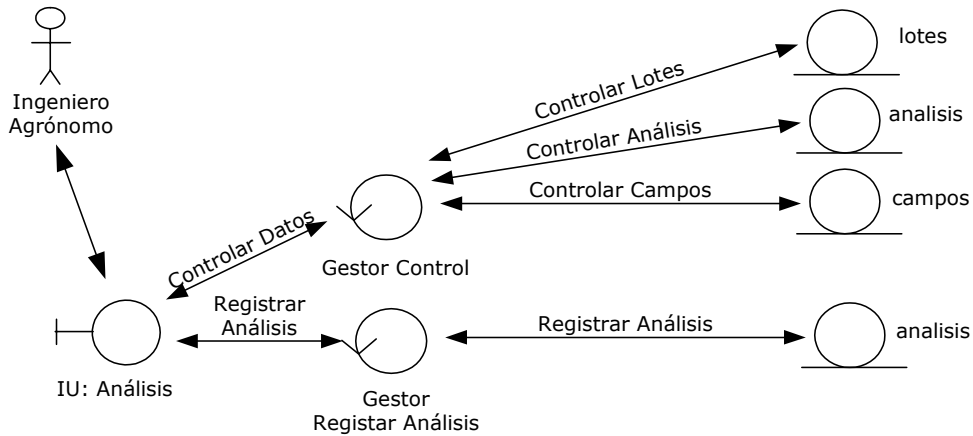 lotes
Controlar Lotes
Ingeniero
Agrónomo
analisis
Controlar Análisis
Controlar Campos
campos
Controlar Datos
Gestor Control
Registrar
Análisis
Registrar Análisis
analisis
IU: Análisis
Gestor
Registar Análisis